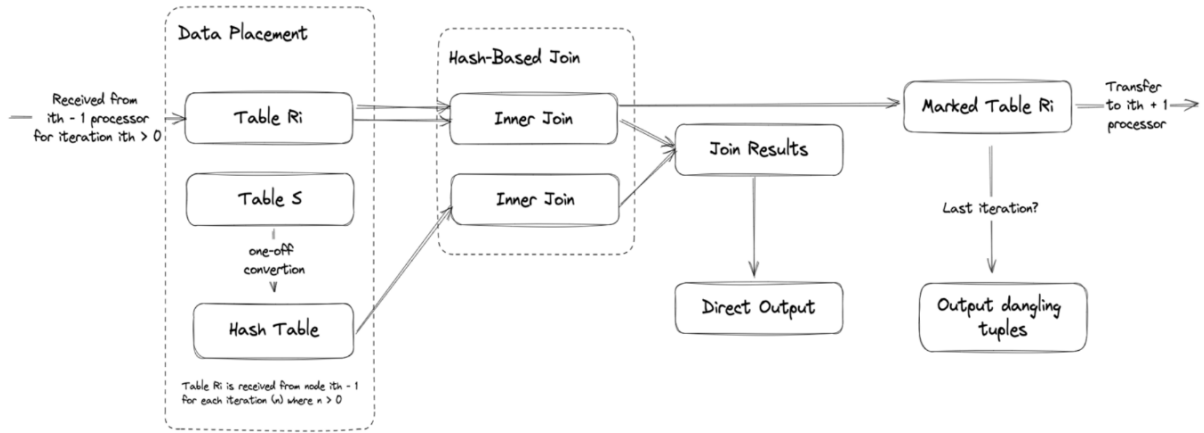 Data Placement
Received from
ith - 1 processor
for iteration ith > 0
Table Ri
Table S
one-off
convertion
Hash Table
Table Ri is received from node ith - 1
for each iteration (n) where n > 0
Hash-Based Join
Inner Join
Inner Join
Join Results
Direct Output
Marked Table Ri
Transfer
to ith + 1
processor
Last iteration?
Output dangling
tuples